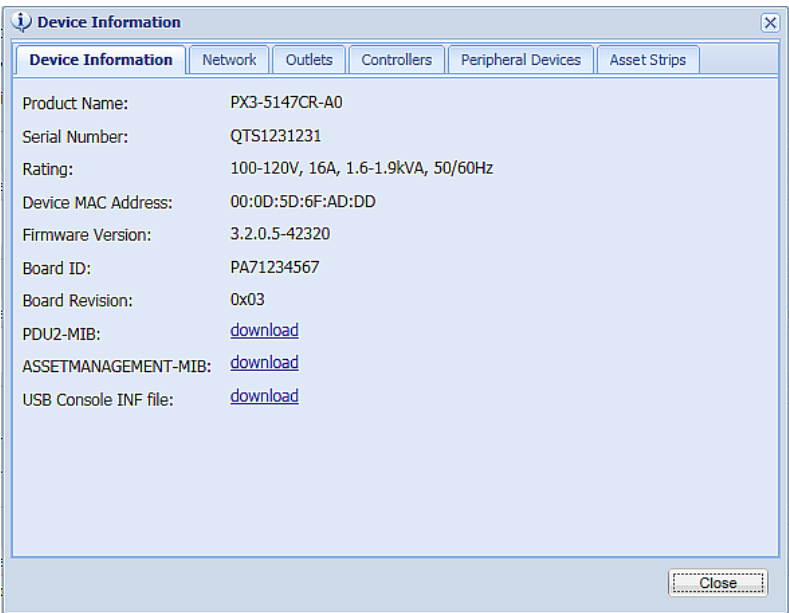 Device Information
Device Information Network Outlets Controllers Peripheral Devices Asset Strips
Product Name: PX3-5147CR-A0
Serial Number: QTS1231231
Rating: 100-120V, 16A, 1.6-1.9kVA, 50/60Hz
Device MAC Address: 00:0D:5D:6F:AD:DD
Firmware Version: 3.2.0.5-42320
Board ID: PA71234567
Board Revision: 0x03
PDU2-MIB: download
ASSETMANAGEMENT-MIB: download
USB Console INF file: download
Close